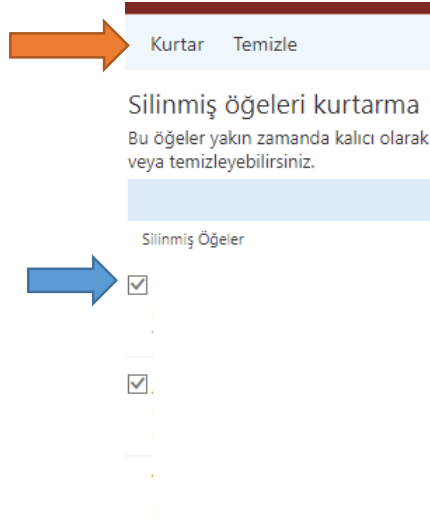 Kurtar Temizle
Silinmiş öğeleri kurtarma
Bu öğeler yakın zamanda kalıcı olarak
veya temizleyebilirsiniz.
Silinmiş Öğeler